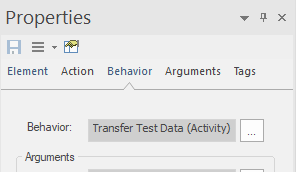 Properties
Element Action Behavior Arguments Tags
Behavior: Transfer Test Data (Activity) ...
Arguments